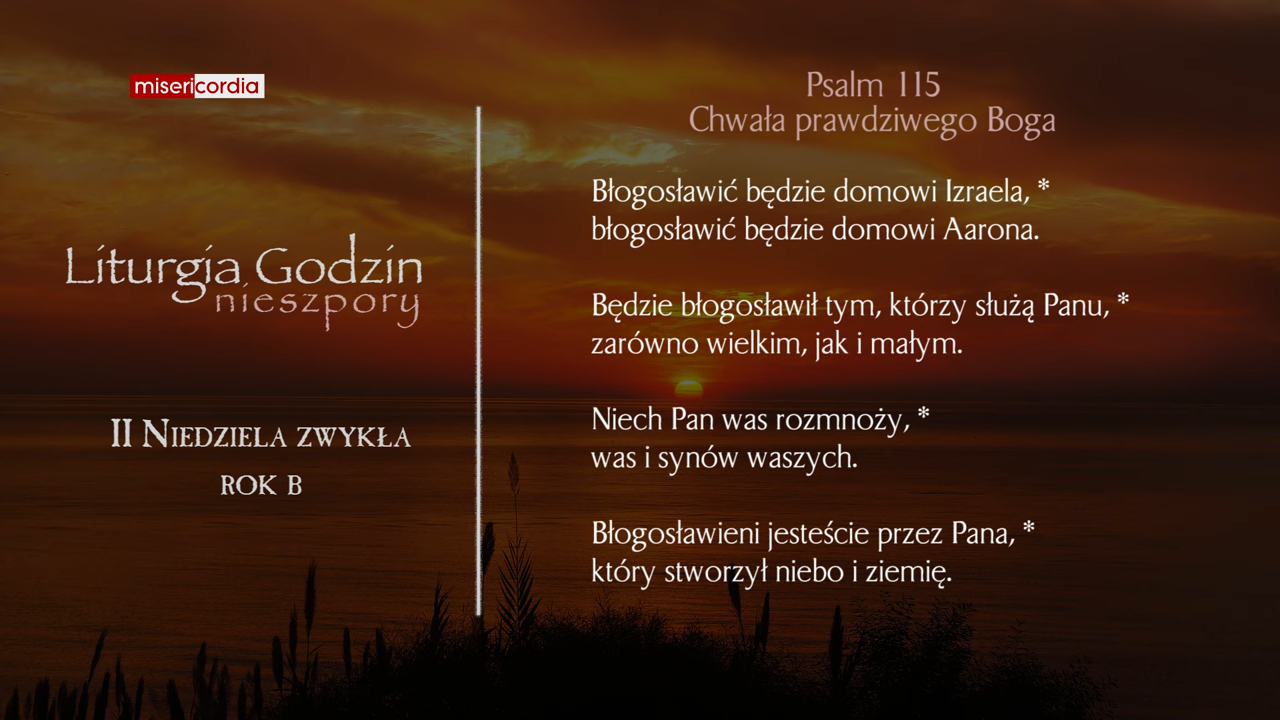 misericordia
Liturgia Godzin
nieszpory
II Niedziela zwykła
rok B
Psalm 115
Chwała prawdziwego Boga
Błogosławić będzie domowi Izraela, *
błogosławić będzie domowi Aarona.
Będzie błogosławił tym, którzy służą Panu, *
zarówno wielkim, jak i małym.
Niech Pan was rozmnoży, *
was i synów waszych.
Błogosławieni jesteście przez Pana, *
który stworzył niebo i ziemię.